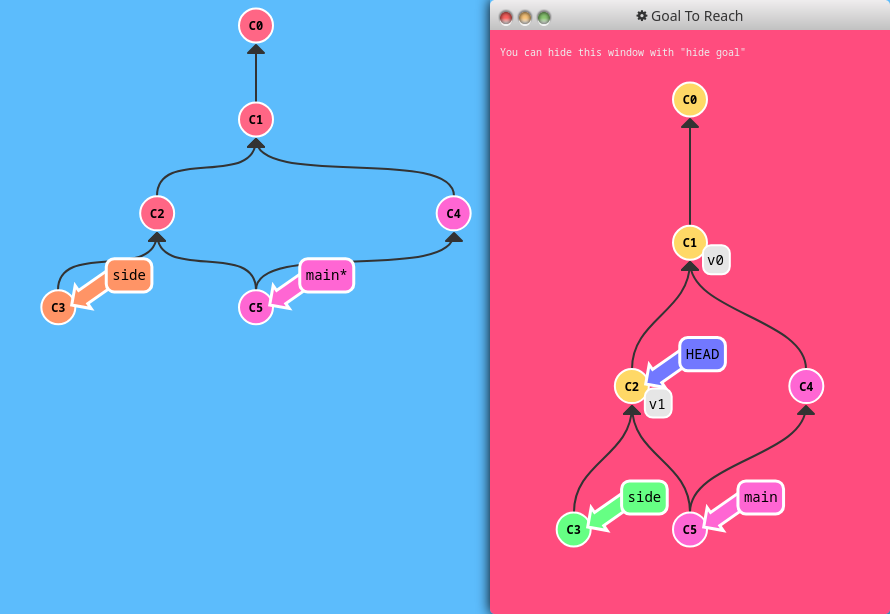 C0
C1
C2
C4
side
main*
C3
C5
Goal To Reach
You can hide this window with "hide goal"
C0
C1
v0
HEAD
C2
C4
v1
side
main
C3
C5